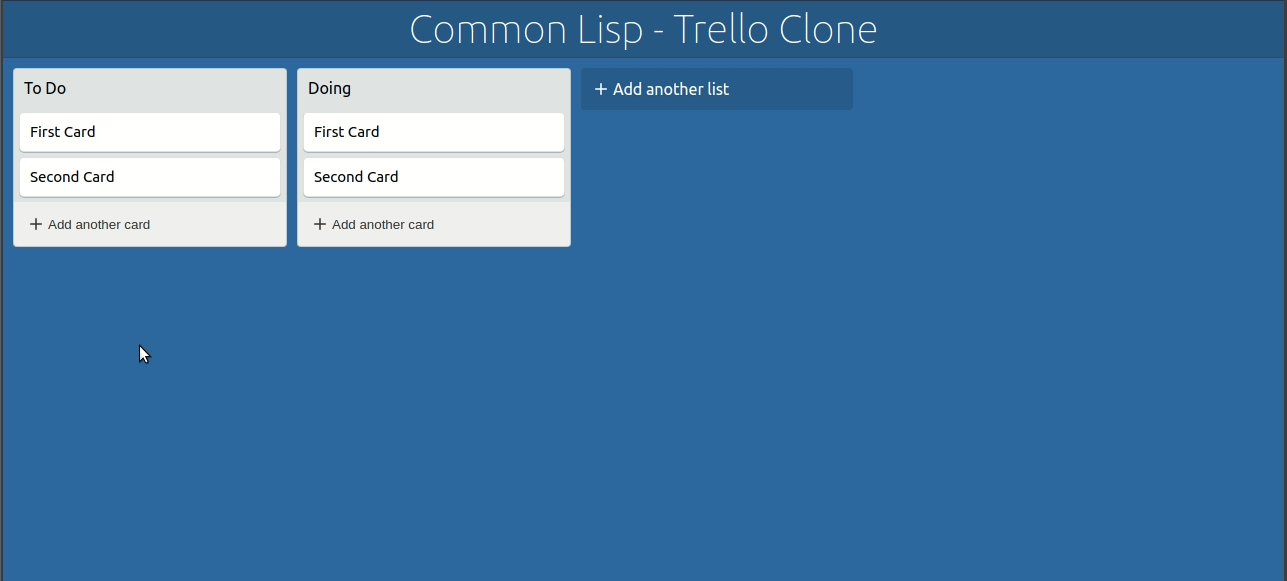 Common Lisp - Trello Clone
To Do
First Card
Second Card
+ Add another card
Doing
First Card
Second Card
+ Add another card
+ Add another list